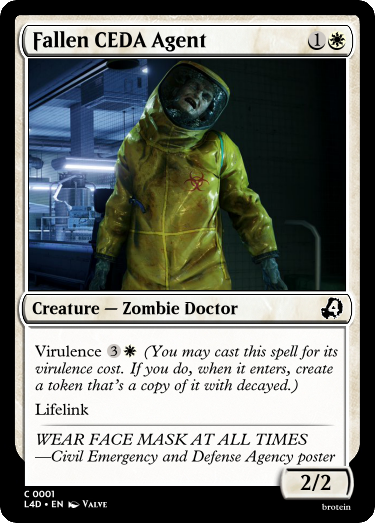 Fallen CEDA Agent 1
Creature — Zombie Doctor
Virulence 3 (You may cast this spell for its
virulence cost. If you do, when it enters, create
a token that's a copy of it with decayed.)
Lifelink
WEAR FACE MASK AT ALL TIMES
—Civil Emergency and Defense Agency poster
2/2
C 0001
L4D • EN VALVE
brotein